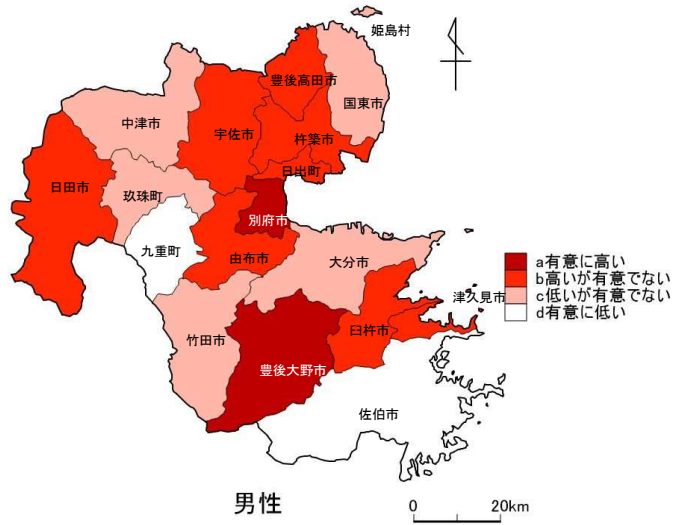 姫島村
豊後高田市
国東市
中津市
宇佐市
杵築市
日出町
日田市
玖珠町
別府市
九重町
由布市
大分市
a有意に高い
b高いが有意でない
c低いが有意でない
d有意に低い
津久見市
臼杵市
竹田市
豊後大野市
佐伯市
男性
0 20km